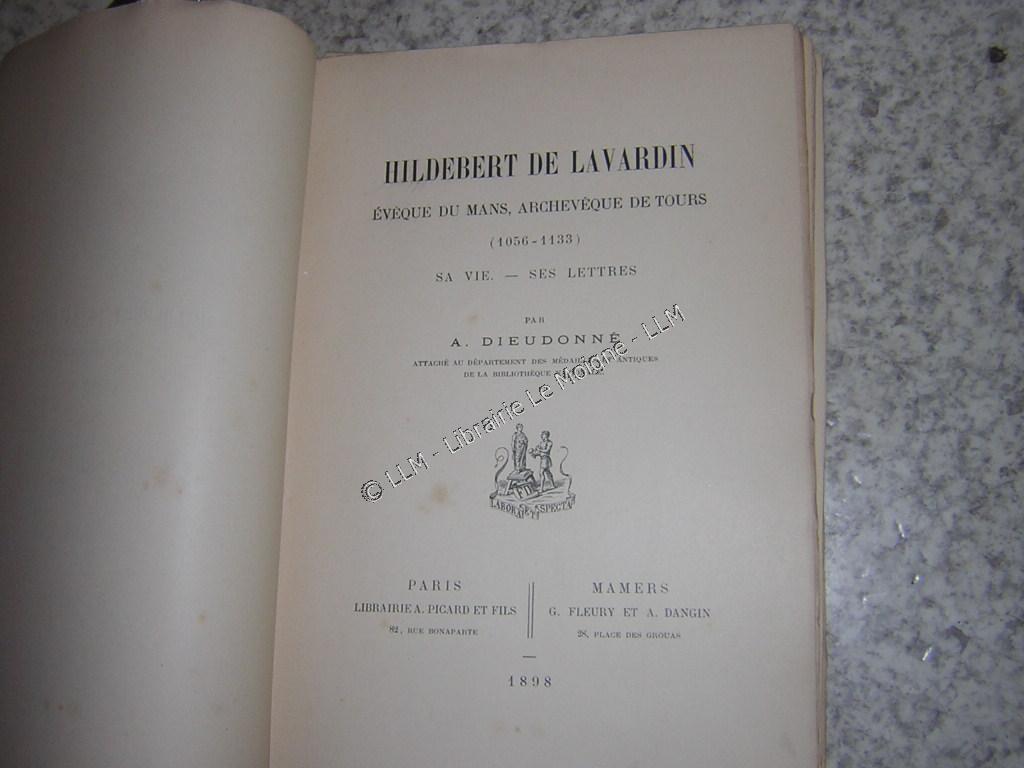 HILDEBERT DE LAVARDIN
ÉVÊQUE DU MANS, ARCHEVÊQUE DE TOURS
(1056-1133)
SA VIE. — SES LETTRES
PAR
A. DIEUDONNÉ
ATTACHÉ AU DÉPARTEMENT DES ANTIQUES
DE LA BIBLIOTHÈQUE
© LLM - Librairie Le Moigne - LLM
LABOR
PARIS
LIBRAIRIE A. PICARD ET FILS
82, RUE BONAPARTE
MAMERS
G. FLEURY ET A. DANGIN
28, PLACE DES GROUAS
1898